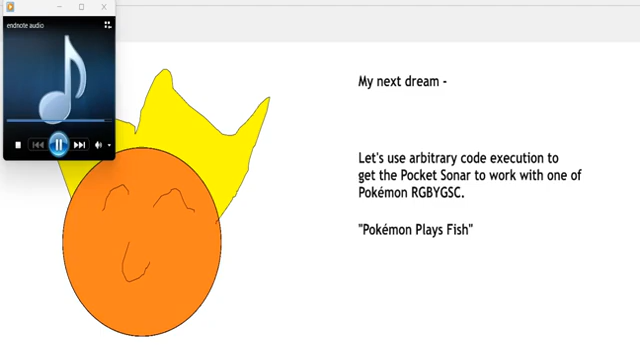 endnote audio
My next dream -
Let's use arbitrary code execution to
get the Pocket Sonar to work with one of
Pokémon RGBYGSC.
"Pokémon Plays Fish"